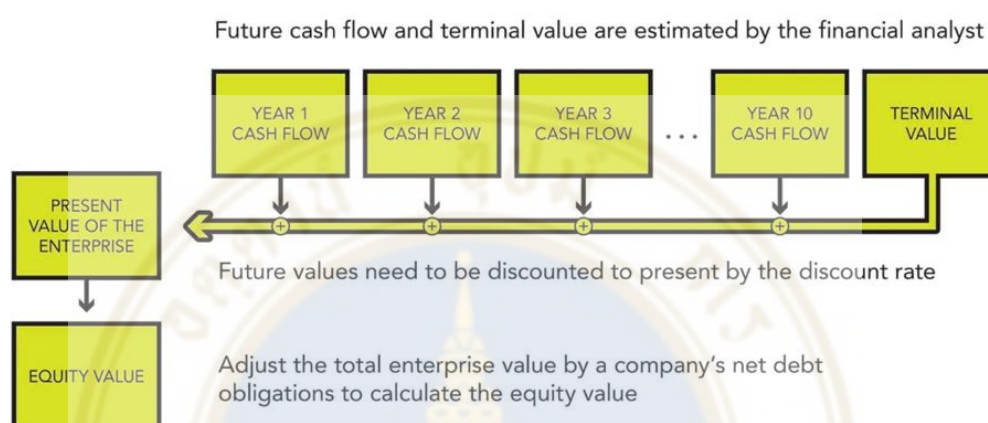 Future cash flow and terminal value are estimated by the financial analyst
YEAR 1
CASH FLOW
YEAR 2
CASH FLOW
YEAR 3
CASH FLOW
...
YEAR 10
CASH FLOW
TERMINAL
VALUE
PRESENT
VALUE OF THE
ENTERPRISE
Future values need to be discounted to present by the discount rate
EQUITY VALUE
Adjust the total enterprise value by a company's net debt
obligations to calculate the equity value